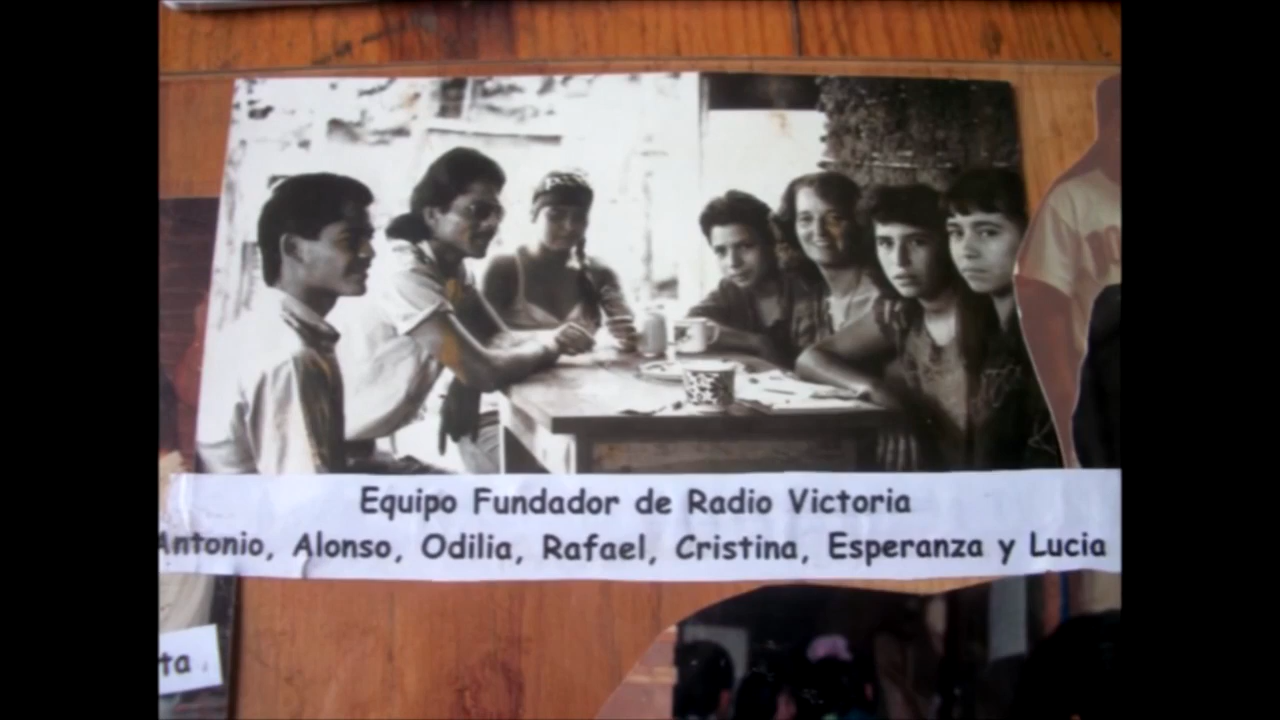 Equipo Fundador de Radio Victoria
Antonio, Alonso, Odilia, Rafael, Cristina, Esperanza y Lucia
ta